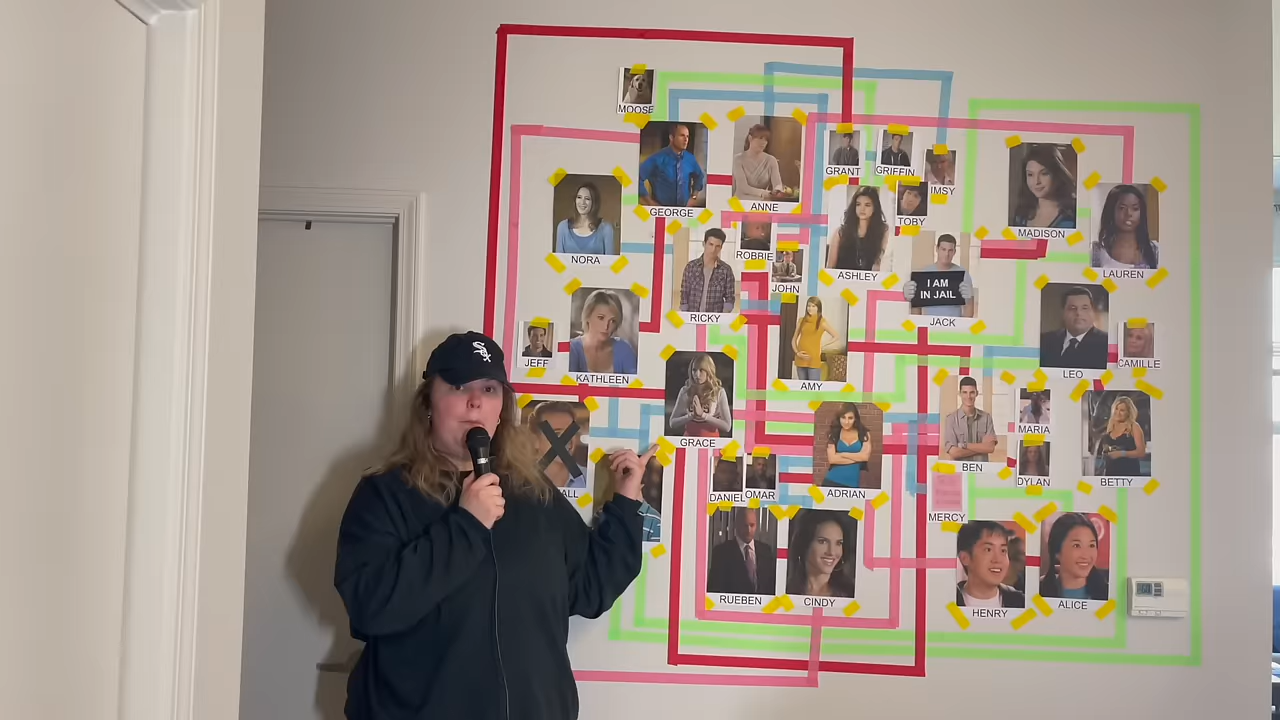 MOOSE
GEORGE
ANNE
GRANT
GRIFFIN
IMSY
TOBY
MADISON
LAUREN
NORA
ROBBIE
JOHN
ASHLEY
RICKY
I AM
IN JAIL
JACK
JEFF
KATHLEEN
AMY
LEO
CAMILLE
GRACE
BEN
MARIA
DYLAN
BETTY
DANIEL
OMAR
ADRIAN
MERCY
RUEBEN
CINDY
HENRY
ALICE
SOX